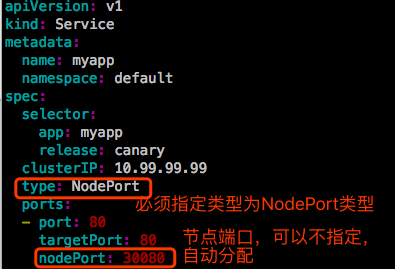 apiVersion: v1
kind: Service
metadata:
  name: myapp
  namespace: default
spec:
  selector:
    app: myapp
    release: canary
  clusterIP: 10.99.99.99
  type: NodePort
  ports:
必须指定类型为NodePort类型
  - port: 80
    targetPort: 80
节点端口，可以不指定，
自动分配
    nodePort: 30080